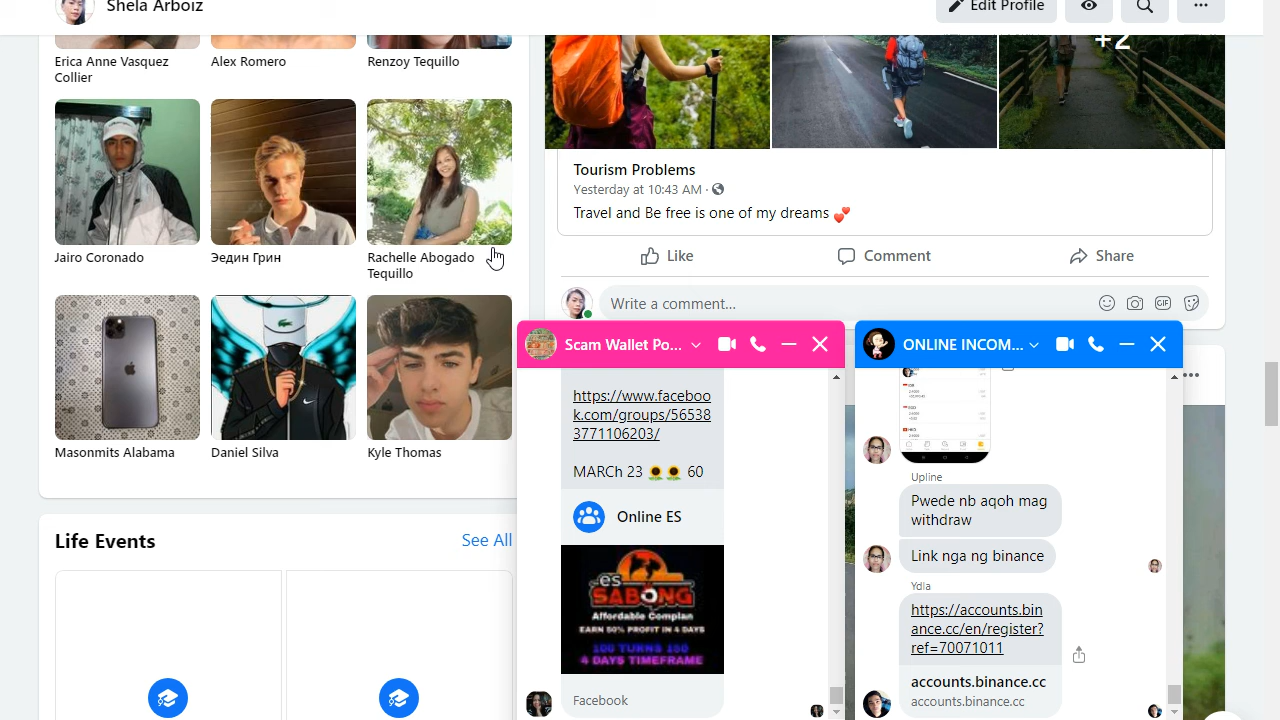 Shela Arboiz
Edit Profile
Erica Anne Vasquez
Collier
Alex Romero
Renzoy Tequillo
Jairo Coronado
Эедин Грин
Rachelle Abogado
Tequillo
Masonmits Alabama
Daniel Silva
Kyle Thomas
Life Events
See All
+2
Tourism Problems
Yesterday at 10:43 AM ·
Travel and Be free is one of my dreams 💕
Like
Comment
Share
Write a comment…
GIF
Scam Wallet Po...
https://www.faceboo
k.com/groups/56538
3771106203/
MARCh 23 🌻🌻 60
Online ES
es
SABONG
Affordable Complan
EARN 50% PROFIT IN 4 DAYS
100 TURNS 150
4 DAYS TIMEFRAME
Facebook
ONLINE INCOM...
Upline
Pwede nb aqoh mag
withdraw
Link nga ng binance
Ydla
https://accounts.bin
ance.cc/en/register?
ref=70071011
accounts.binance.cc
accounts.binance.cc